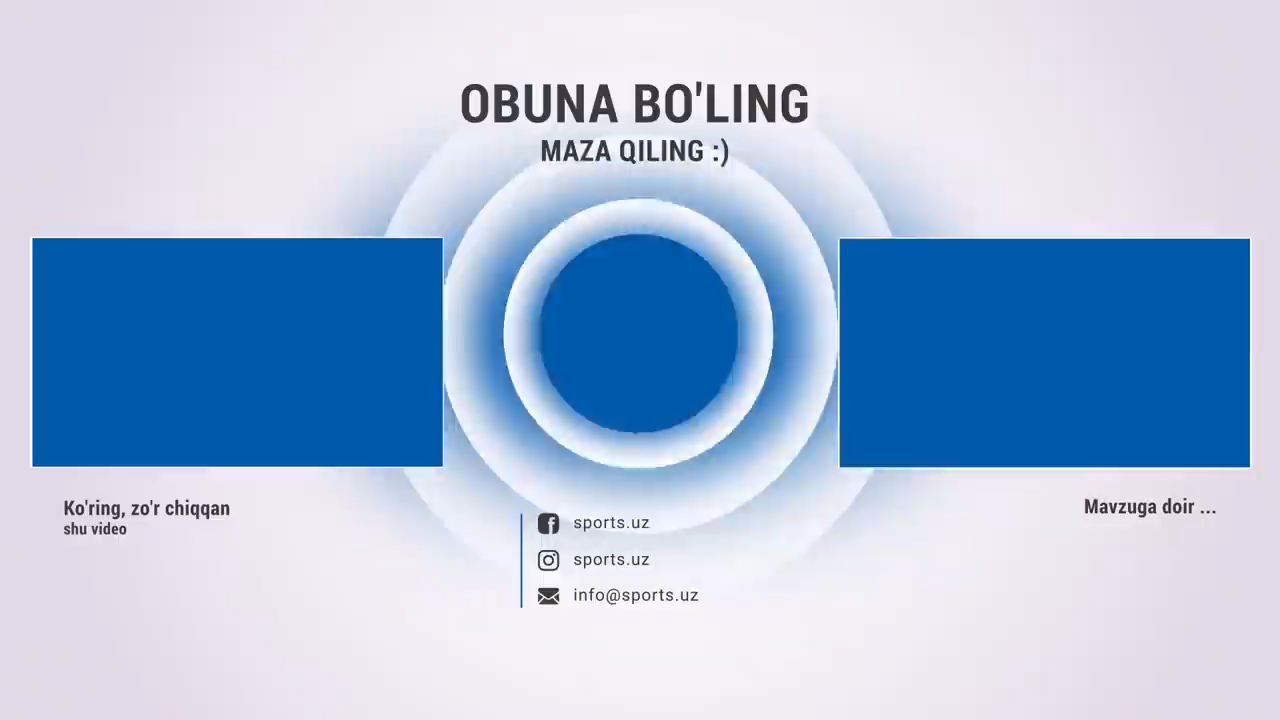 OBUNA BO'LING
MAZA QILING :)
Ko'ring, zo'r chiqqan
shu video
Mavzuga doir ...
sports.uz
sports.uz
info@sports.uz